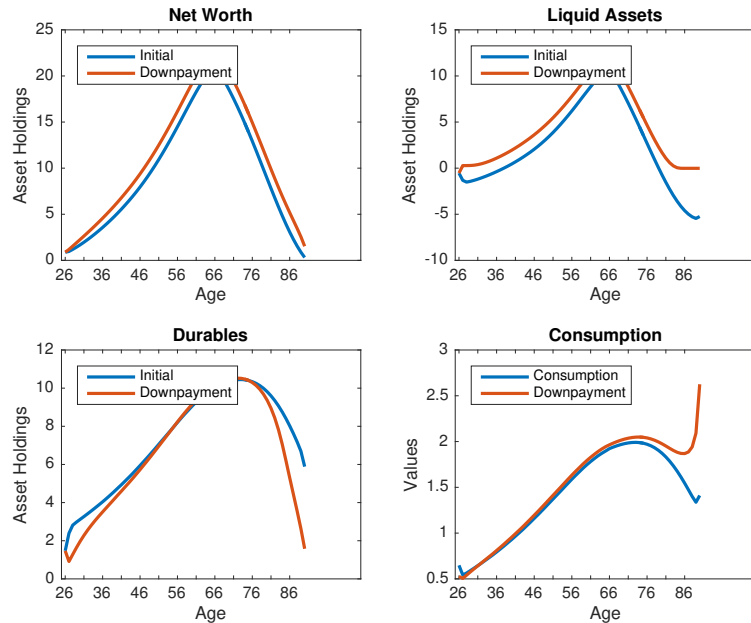 Net Worth
25
20
15
10
5
0
Asset Holdings
Initial
Downpayment
26 36 46 56 66 76 86
Age
Liquid Assets
15
10
5
0
-5
-10
Asset Holdings
Initial
Downpayment
26 36 46 56 66 76 86
Age
Durables
12
10
8
6
4
2
0
Asset Holdings
Initial
Downpayment
26 36 46 56 66 76 86
Age
Consumption
3
2.5
2
1.5
1
0.5
Values
Consumption
Downpayment
26 36 46 56 66 76 86
Age